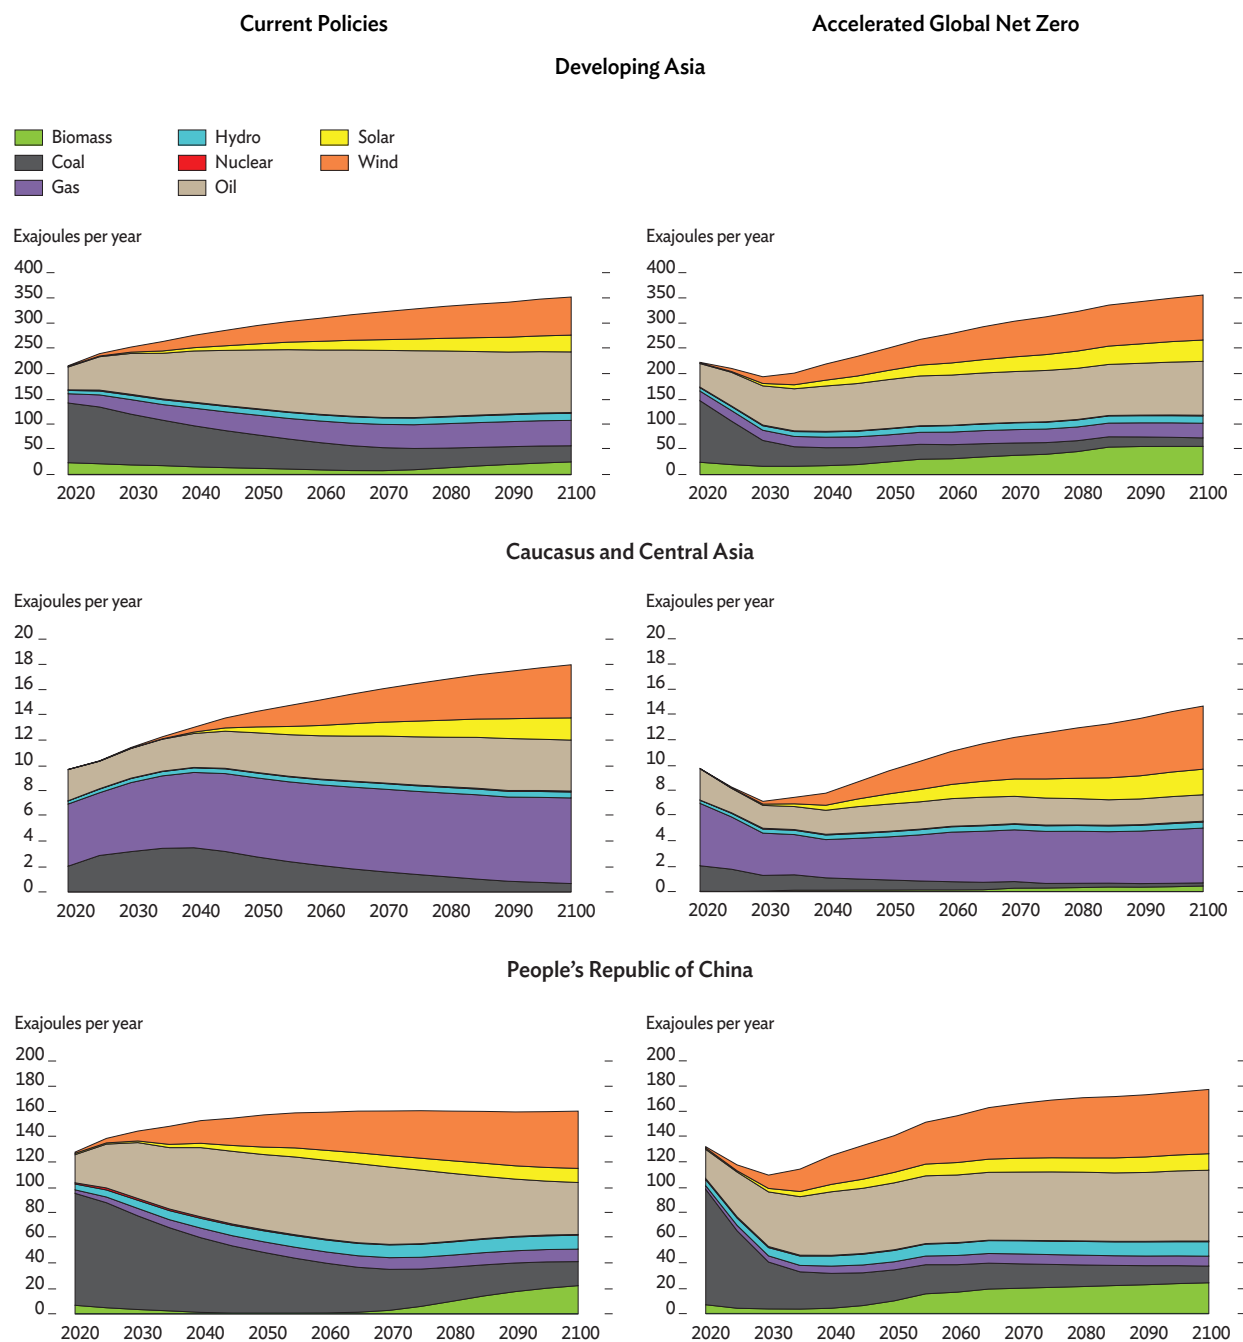 Current Policies
Accelerated Global Net Zero
Developing Asia
Biomass
Hydro
Solar
Coal
Nuclear
Wind
Gas
Oil
Exajoules per year
400
350
300
250
200
150
100
50
0
2020 2030 2040 2050 2060 2070 2080 2090 2100
Exajoules per year
400
350
300
250
200
150
100
50
0
2020 2030 2040 2050 2060 2070 2080 2090 2100
Caucasus and Central Asia
Exajoules per year
20
18
16
14
12
10
8
6
4
2
0
2020 2030 2040 2050 2060 2070 2080 2090 2100
Exajoules per year
20
18
16
14
12
10
8
6
4
2
0
2020 2030 2040 2050 2060 2070 2080 2090 2100
People’s Republic of China
Exajoules per year
200
180
160
140
120
100
80
60
40
20
0
2020 2030 2040 2050 2060 2070 2080 2090 2100
Exajoules per year
200
180
160
140
120
100
80
60
40
20
0
2020 2030 2040 2050 2060 2070 2080 2090 2100